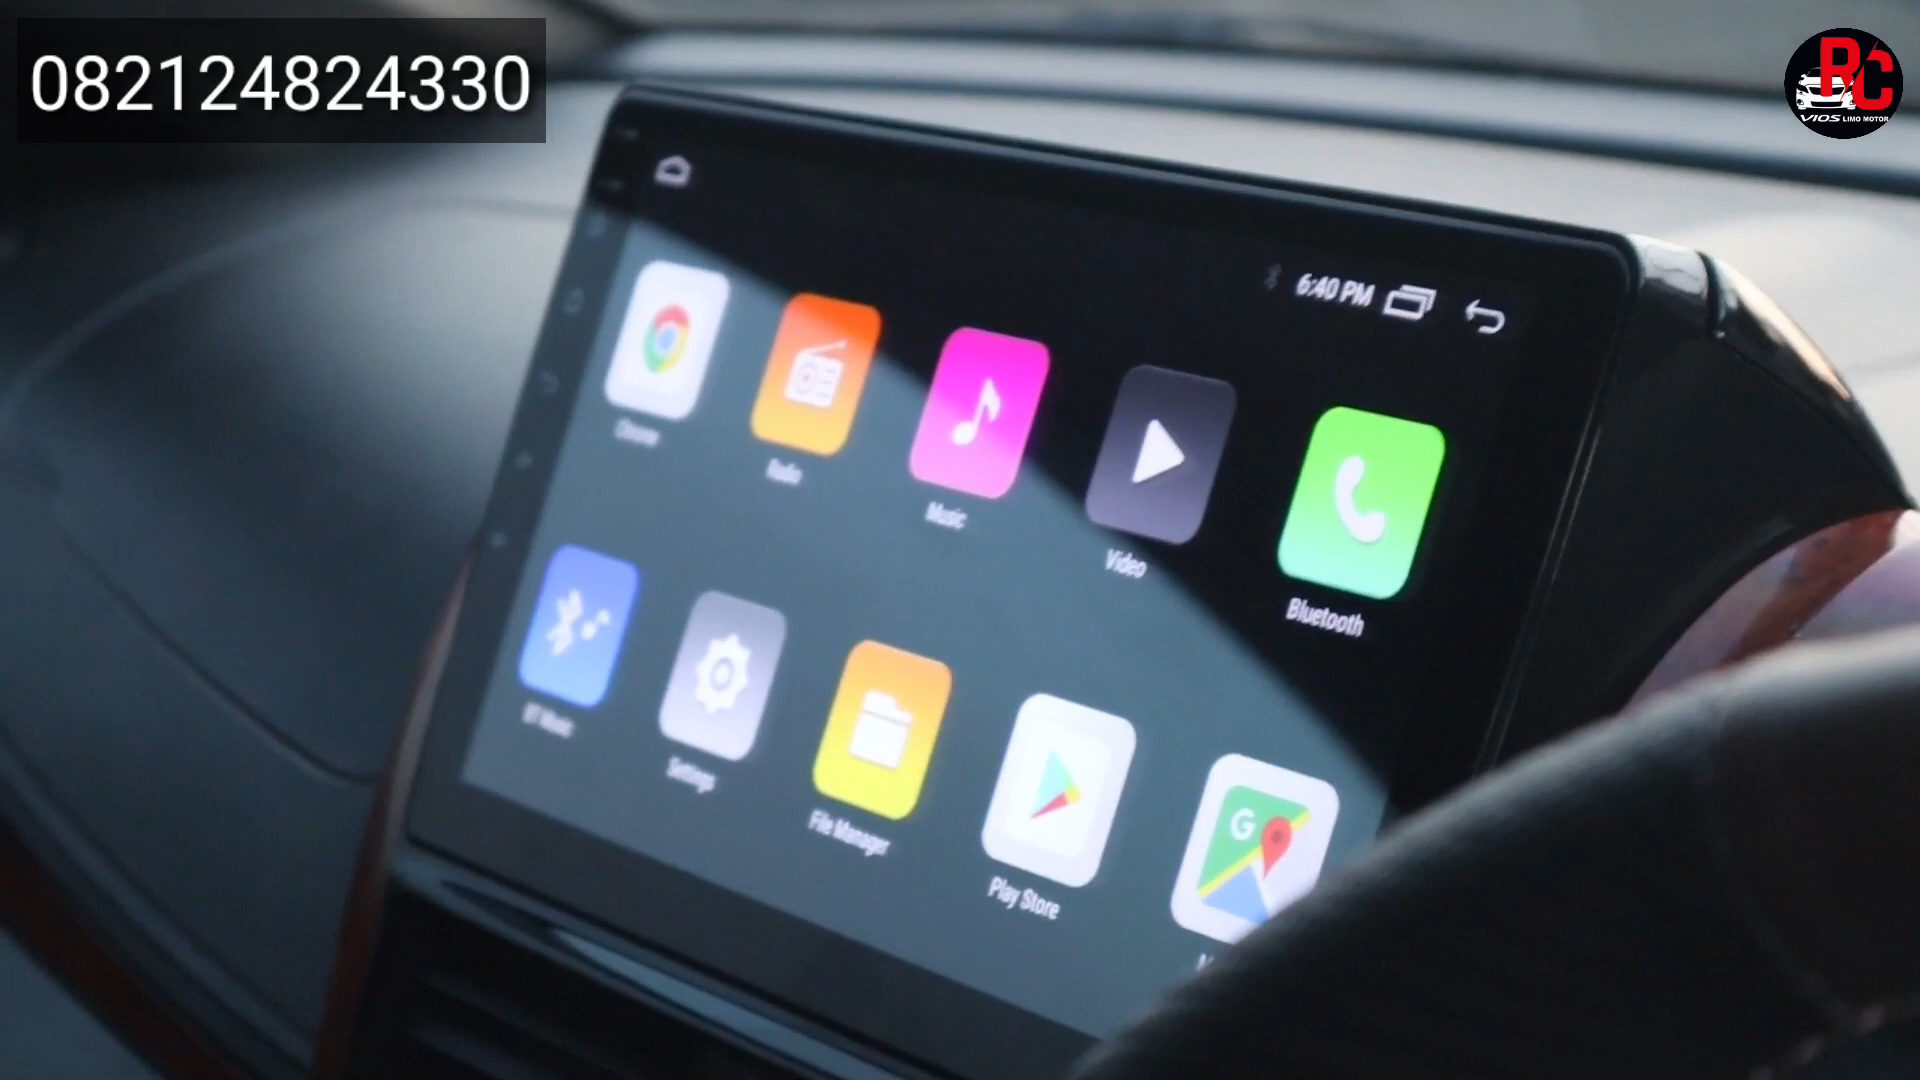 082124824330
RC
VIOS LIMO MOTOR
6:40 PM
Chrome
Radio
Music
Video
Bluetooth
BT Music
Settings
File Manager
Play Store
G